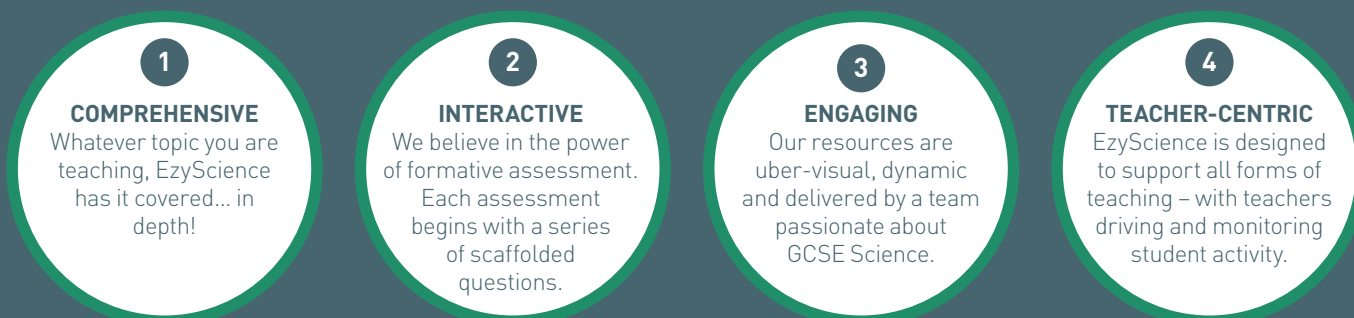 1
COMPREHENSIVE
Whatever topic you are
teaching, EzyScience
has it covered... in
depth!
2
INTERACTIVE
We believe in the power
of formative assessment.
Each assessment
begins with a series
of scaffolded
questions.
3
ENGAGING
Our resources are
uber-visual, dynamic
and delivered by a team
passionate about
GCSE Science.
4
TEACHER-CENTRIC
EzyScience is designed
to support all forms of
teaching – with teachers
driving and monitoring
student activity.